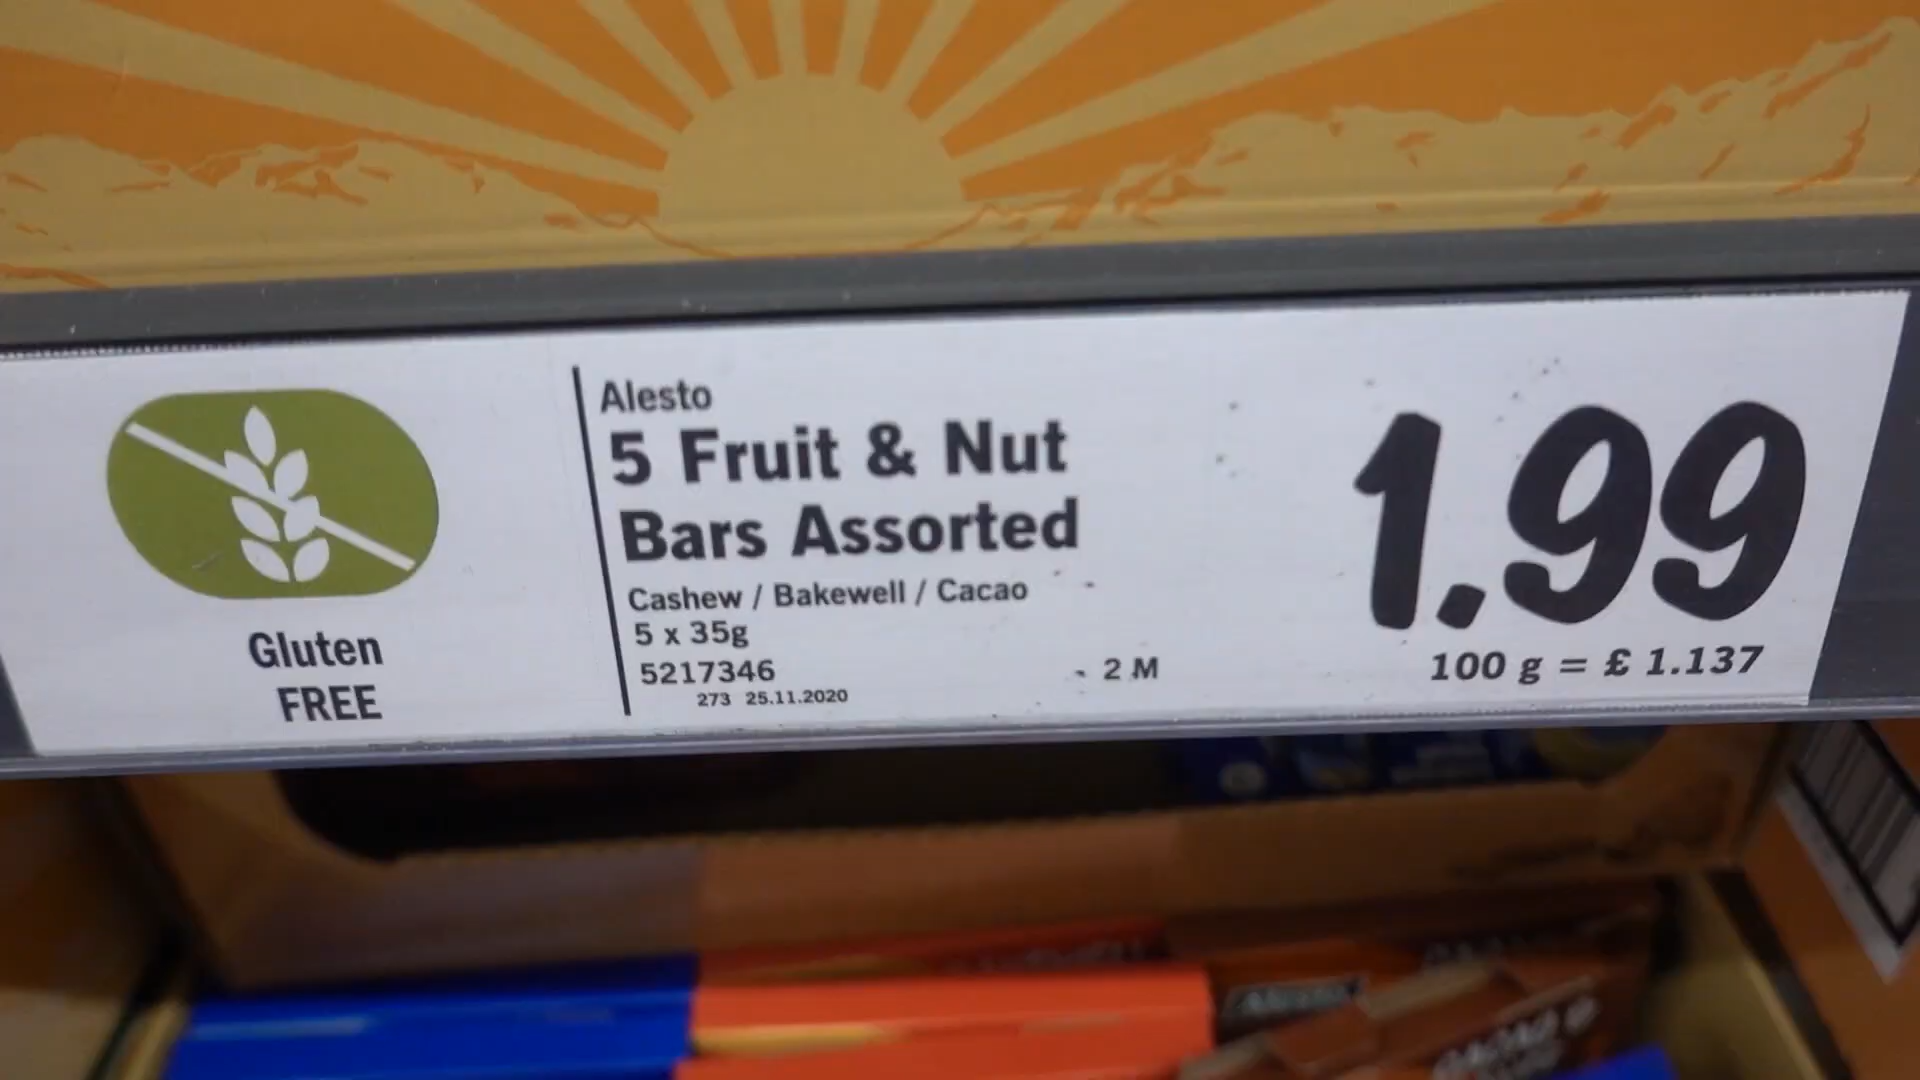 Gluten
FREE
Alesto
5 Fruit & Nut
Bars Assorted
Cashew / Bakewell / Cacao
5 x 35g
5217346
273 25.11.2020
- 2 M
1.99
100 g = £ 1.137